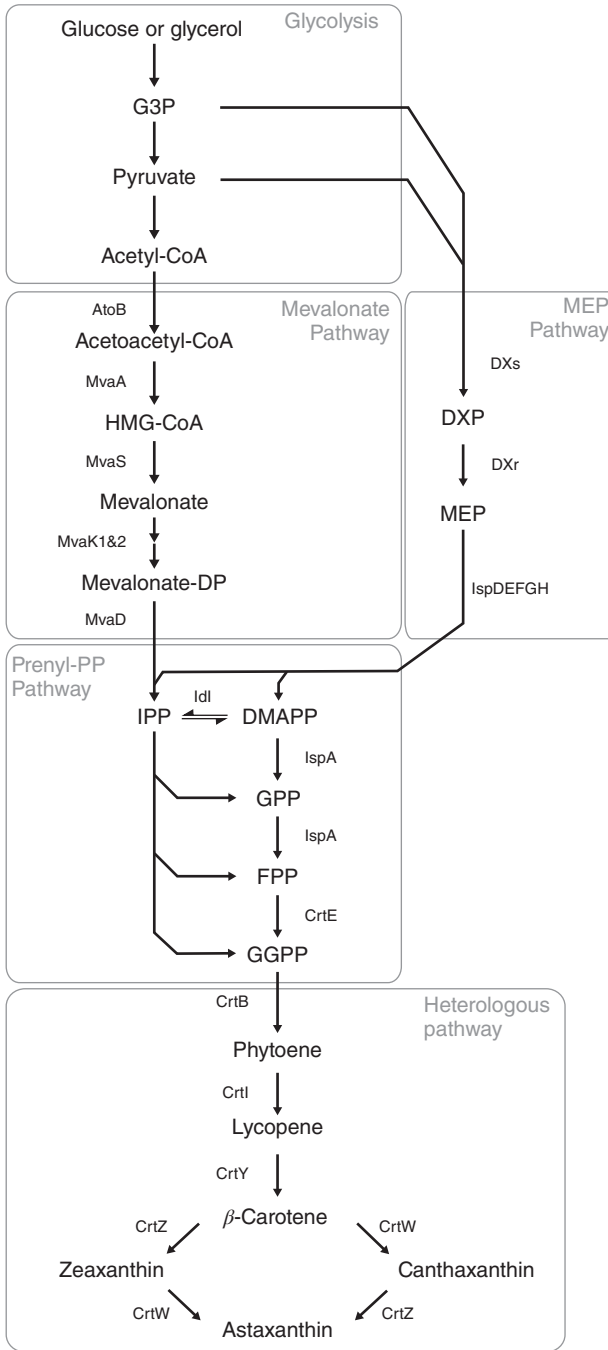 Glucose or glycerol
Glycolysis
G3P
Pyruvate
Acetyl-CoA
AtoB
Mevalonate
Pathway
MEP
Pathway
Acetoacetyl-CoA
MvaA
DXs
HMG-CoA
DXP
MvaS
DXr
Mevalonate
MEP
MvaK1&2
Mevalonate-DP
IspDEFGH
MvaD
Prenyl-PP
Pathway
IPP
IdI
DMAPP
IspA
GPP
IspA
FPP
CrtE
GGPP
CrtB
Heterologous
pathway
Phytoene
CrtI
Lycopene
CrtY
β-Carotene
CrtZ
CrtW
Zeaxanthin
Canthaxanthin
CrtW
CrtZ
Astaxanthin